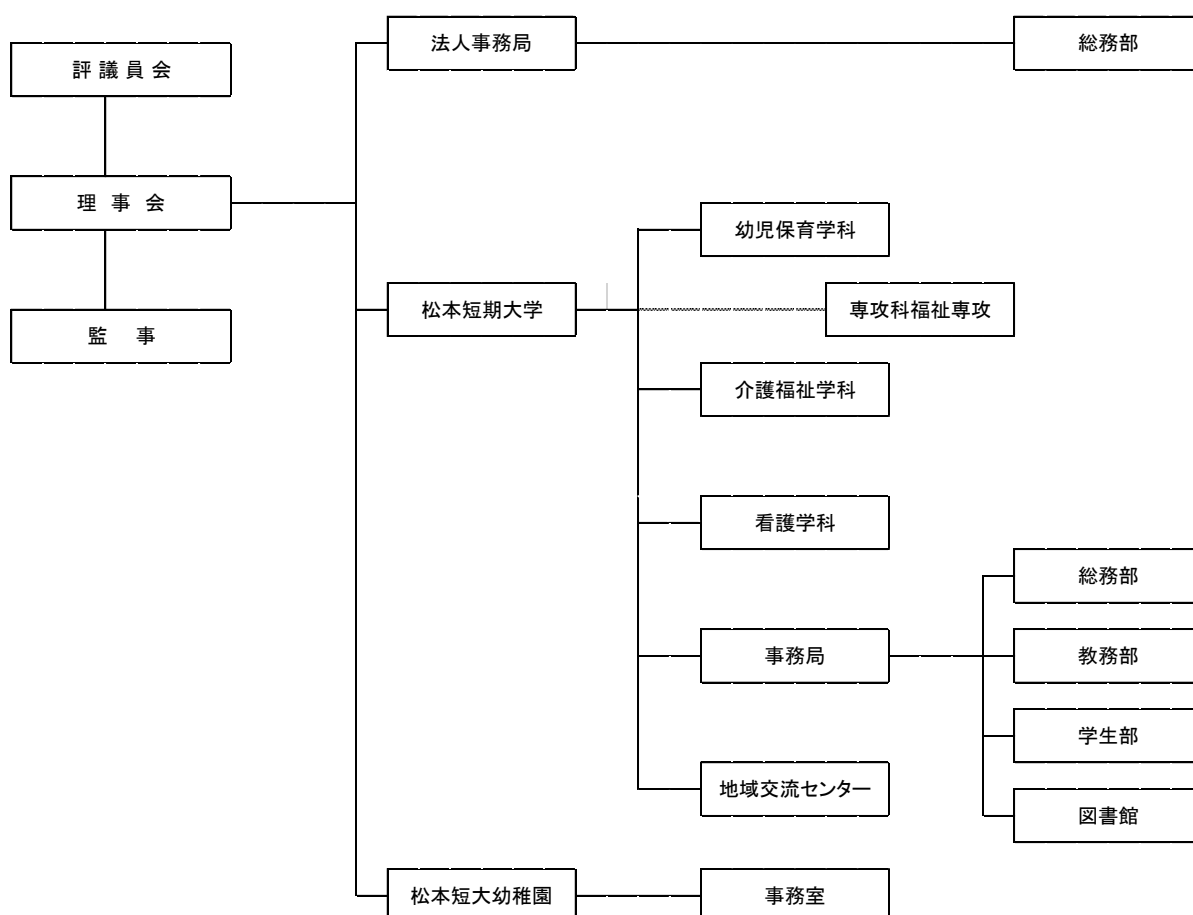 法人事務局
総務部
評議員会
理事会
幼児保育学科
松本短期大学
専攻科福祉専攻
監 事
介護福祉学科
看護学科
総務部
事務局
教務部
学生部
地域交流センター
図書館
松本短大幼稚園
事務室